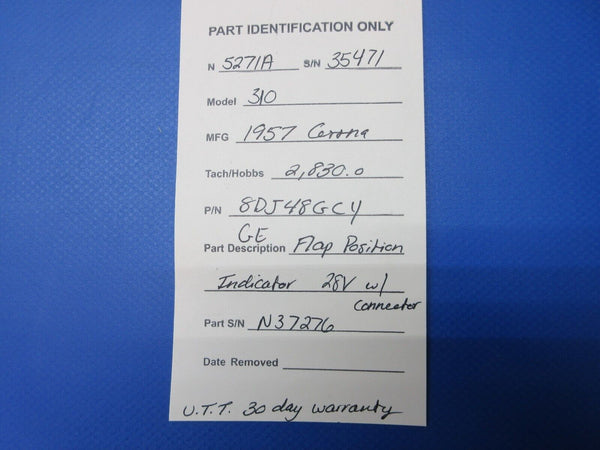 PART IDENTIFICATION ONLY
N 5271A S/N 35471
Model 310
MFG 1957 Cessna
Tach/Hobbs 2,830.0
P/N 8DJ48GCY
GE
Part Description Flap Position
Indicator 28V w/
Connector
Part S/N N37276
Date Removed
U.T.T. 30 day warranty